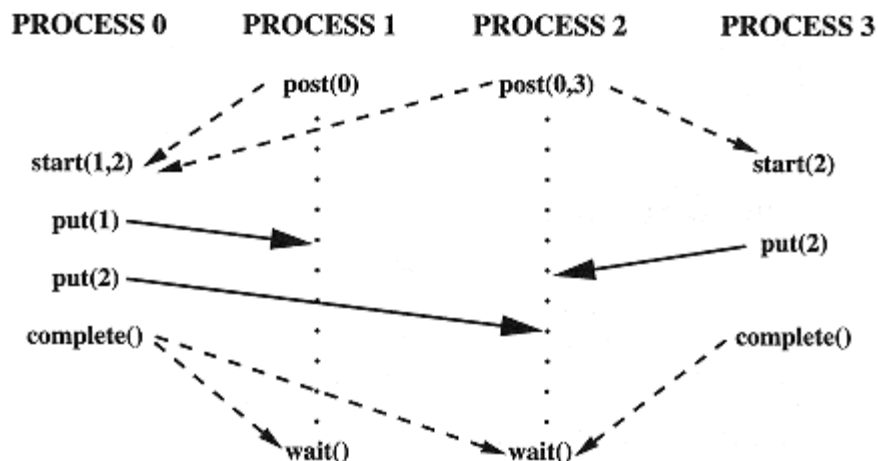 PROCESS 0 PROCESS 1 PROCESS 2 PROCESS 3
post(0) post(0,3)
start(1,2) start(2)
put(1) put(2)
put(2)
complete() complete()
wait() wait()